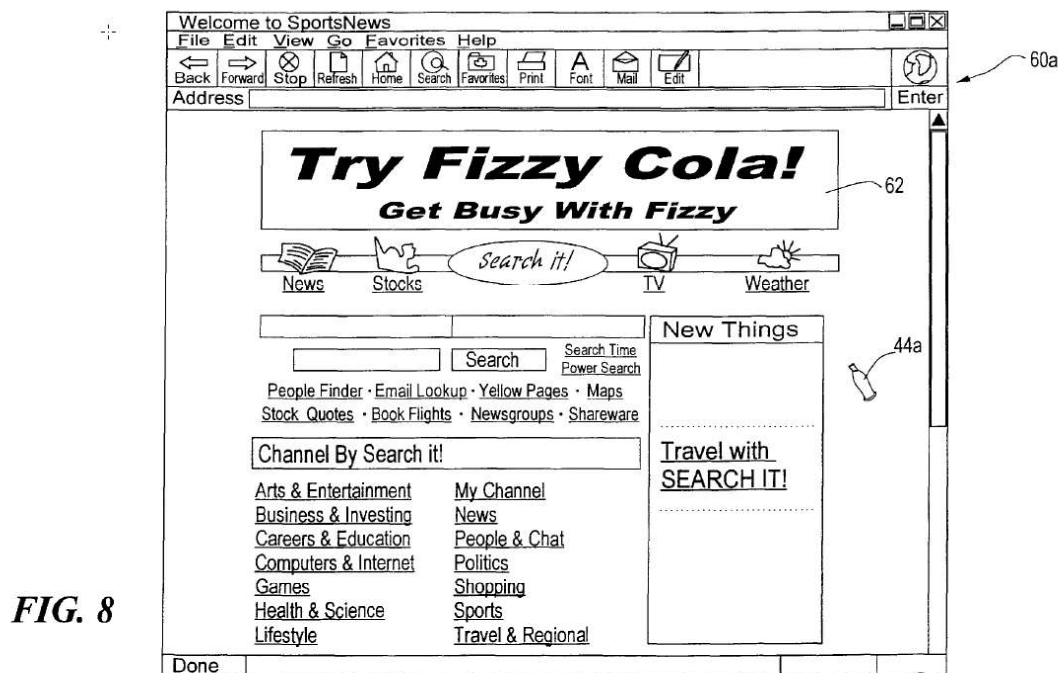 Welcome to SportsNews
File Edit View Go Favorites Help
Back Forward Stop Refresh Home Search Favorites Print Font Mail Edit
60a
Address Enter
Try Fizzy Cola!
62
Get Busy With Fizzy
Search it!
News Stocks TV Weather
New Things
Search Search Time
Power Search
44a
People Finder · Email Lookup · Yellow Pages · Maps
Stock Quotes · Book Flights · Newsgroups · Shareware
Channel By Search it!
Travel with
SEARCH IT!
Arts & Entertainment My Channel
Business & Investing News
Careers & Education People & Chat
Computers & Internet Politics
Games Shopping
Health & Science Sports
Lifestyle Travel & Regional
FIG. 8
Done